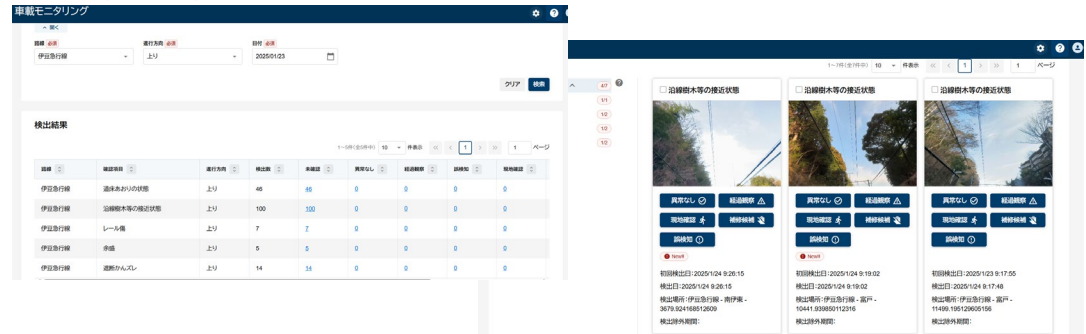 車載モニタリング
開く
路線 必須
進行方向 必須
日付 必須
伊豆急行線
上り
2025/01/23
クリア
検索
検出結果
1～5件(全5件中) 10 件表示 1 1 ページ
路線 確認項目 進行方向 検出数 未確認 異常なし 経過観察 誤検知 現地確認
伊豆急行線 道床あおりの状態 上り 46 46 0 0 0 0
伊豆急行線 沿線樹木等の接近状態 上り 100 100 0 0 0 0
伊豆急行線 レール傷 上り 7 7 0 0 0 0
伊豆急行線 赤盛 上り 5 5 0 0 0 0
伊豆急行線 遮断かんズレ 上り 14 14 0 0 0 0
1～7件(全7件中) 10 件表示 1 1 ページ
4/7
1/1
1/2
1/2
1/2
沿線樹木等の接近状態
異常なし 経過観察
現地確認 補修候補
誤検知
New!!
初回検出日：2025/1/24 9:26:15
検出日：2025/1/24 9:26:15
検出場所：伊豆急行線 - 南伊東 -
3679.924168512609
検出除外期間：
沿線樹木等の接近状態
異常なし 経過観察
現地確認 補修候補
誤検知
New!!
初回検出日：2025/1/24 9:19:02
検出日：2025/1/24 9:19:02
検出場所：伊豆急行線 - 富戸 -
10441.939850112316
検出除外期間：
沿線樹木等の接近状態
異常なし 経過観察
現地確認 補修候補
誤検知
初回検出日：2025/1/23 9:17:55
検出日：2025/1/24 9:17:48
検出場所：伊豆急行線 - 富戸 -
11499.195129605156
検出除外期間：